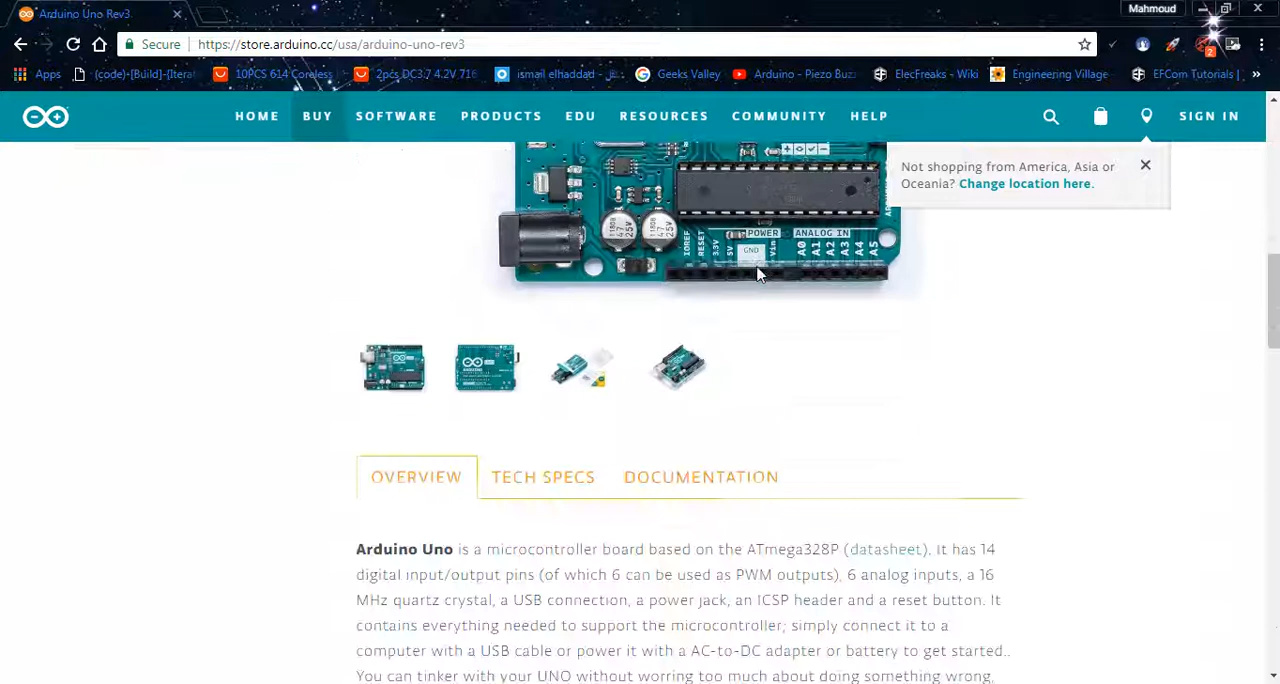 Arduino Uno Rev3
Mahmoud
Secure
https://store.arduino.cc/usa/arduino-uno-rev3
Apps
(code)-[Build]-[Iterat
10PCS 614 Coreless
2pcs DC3.7 4.2V 716
ismail elhaddad -
Geeks Valley
Arduino - Piezo Buz
ElecFreaks - Wiki
Engineering Village
EFCom Tutorials |
»
HOME
BUY
SOFTWARE
PRODUCTS
EDU
RESOURCES
COMMUNITY
HELP
SIGN IN
Not shopping from America, Asia or
Oceania? Change location here.
POWER
ANALOG IN
IOREF
RESET
3.3V
5V
GND
Vin
A0
A1
A2
A3
A4
A5
OVERVIEW
TECH SPECS
DOCUMENTATION
Arduino Uno is a microcontroller board based on the ATmega328P (datasheet). It has 14
digital input/output pins (of which 6 can be used as PWM outputs), 6 analog inputs, a 16
MHz quartz crystal, a USB connection, a power jack, an ICSP header and a reset button. It
contains everything needed to support the microcontroller; simply connect it to a
computer with a USB cable or power it with a AC-to-DC adapter or battery to get started..
You can tinker with your UNO without worring too much about doing something wrong,